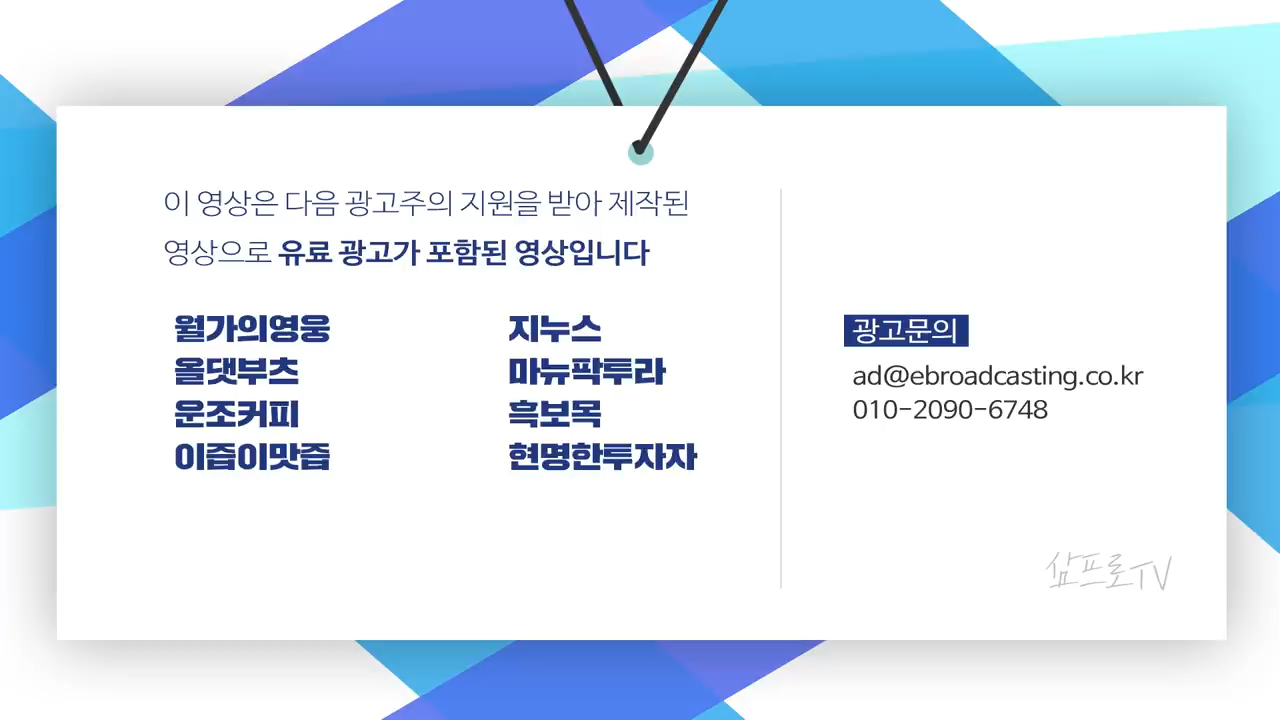 이 영상은 다음 광고주의 지원을 받아 제작된
영상으로 유료 광고가 포함된 영상입니다
월가의영웅
올댓부츠
운조커피
이즙이맛즙
지누스
마뉴팍투라
흑보목
현명한투자자
광고문의
ad@ebroadcasting.co.kr
010-2090-6748
삼프로TV